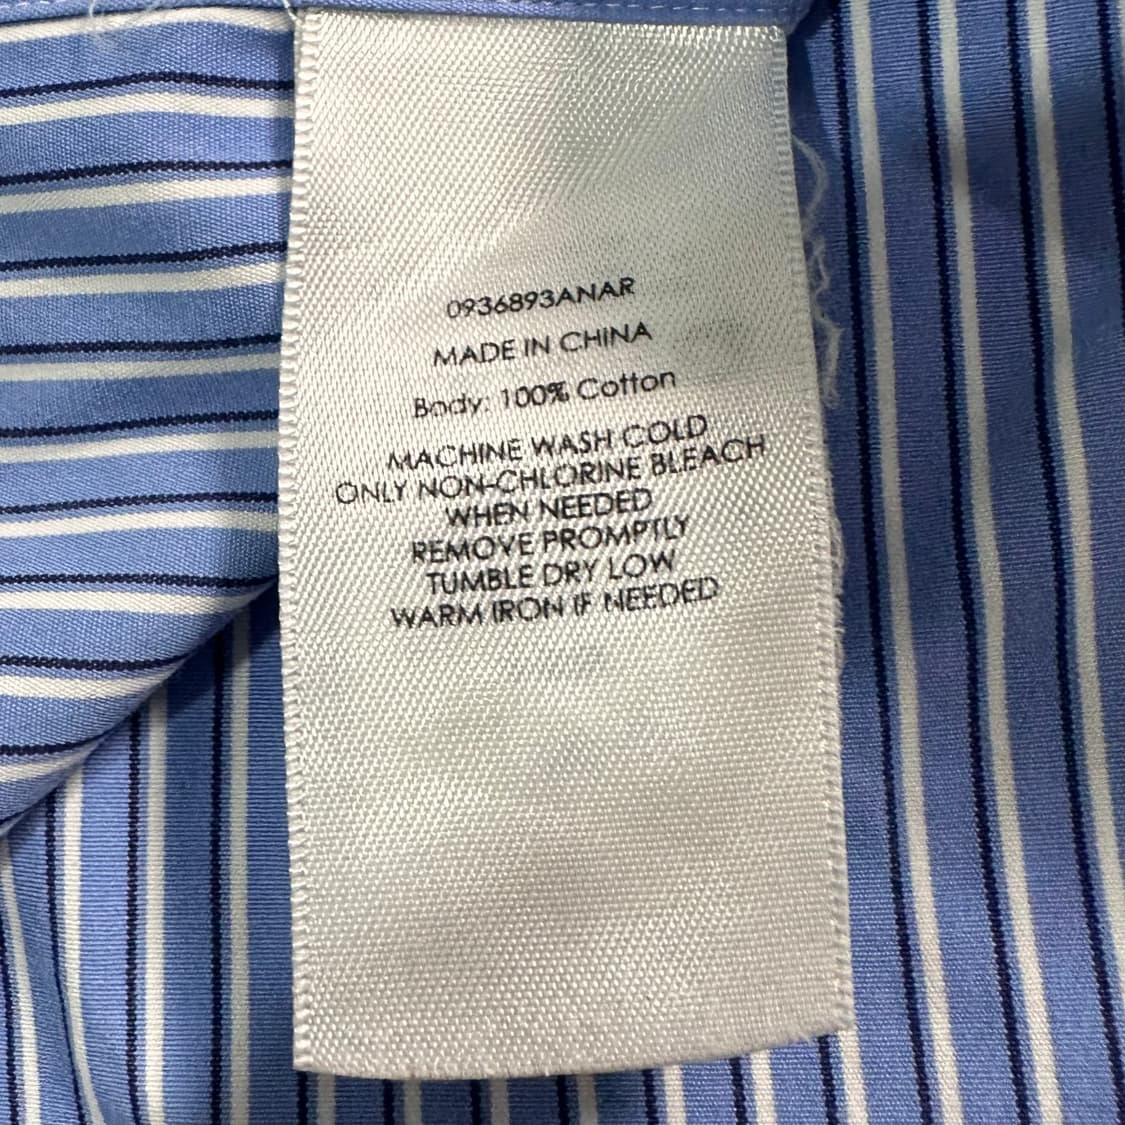 0936893ANAR
MADE IN CHINA
Body: 100% Cotton
MACHINE WASH COLD
ONLY NON-CHLORINE BLEACH
WHEN NEEDED
REMOVE PROMPTLY
TUMBLE DRY LOW
WARM IRON IF NEEDED